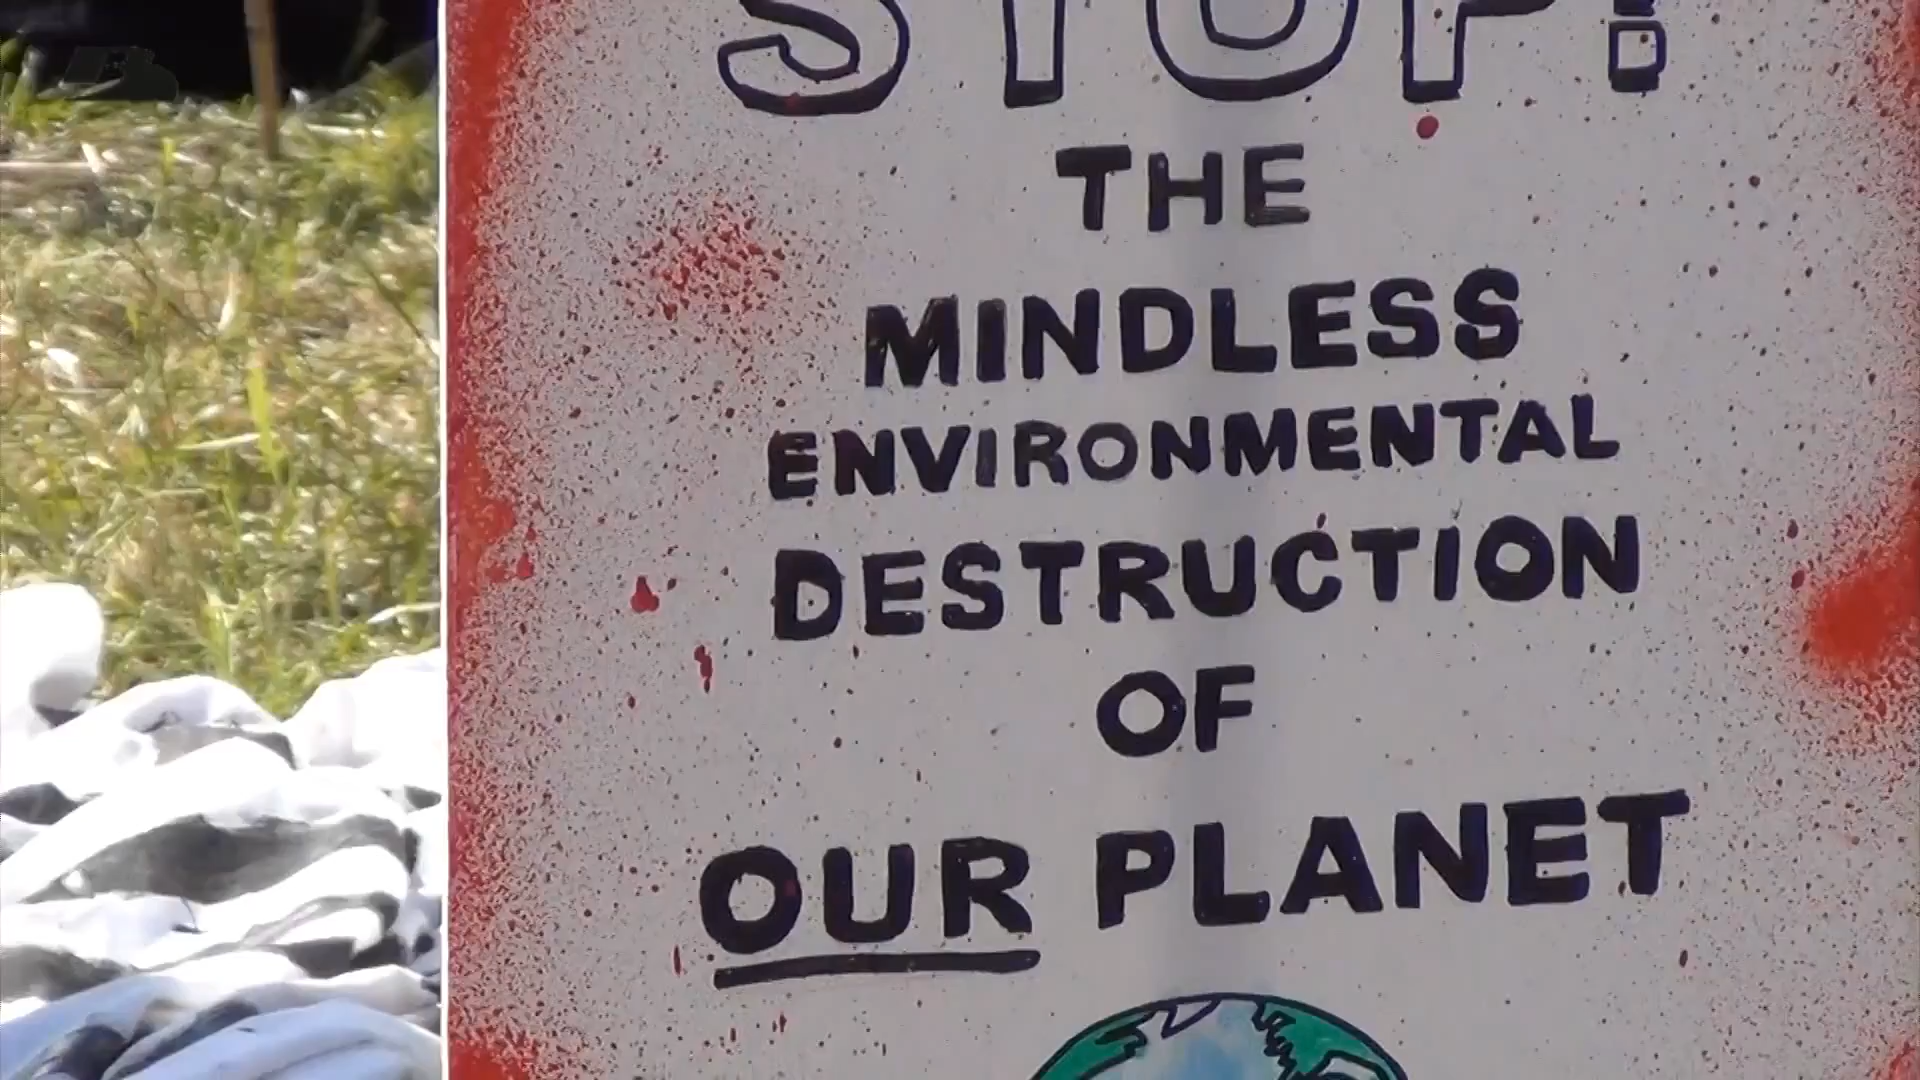 STOP!
THE
MINDLESS
ENVIRONMENTAL
DESTRUCTION
OF
OUR PLANET